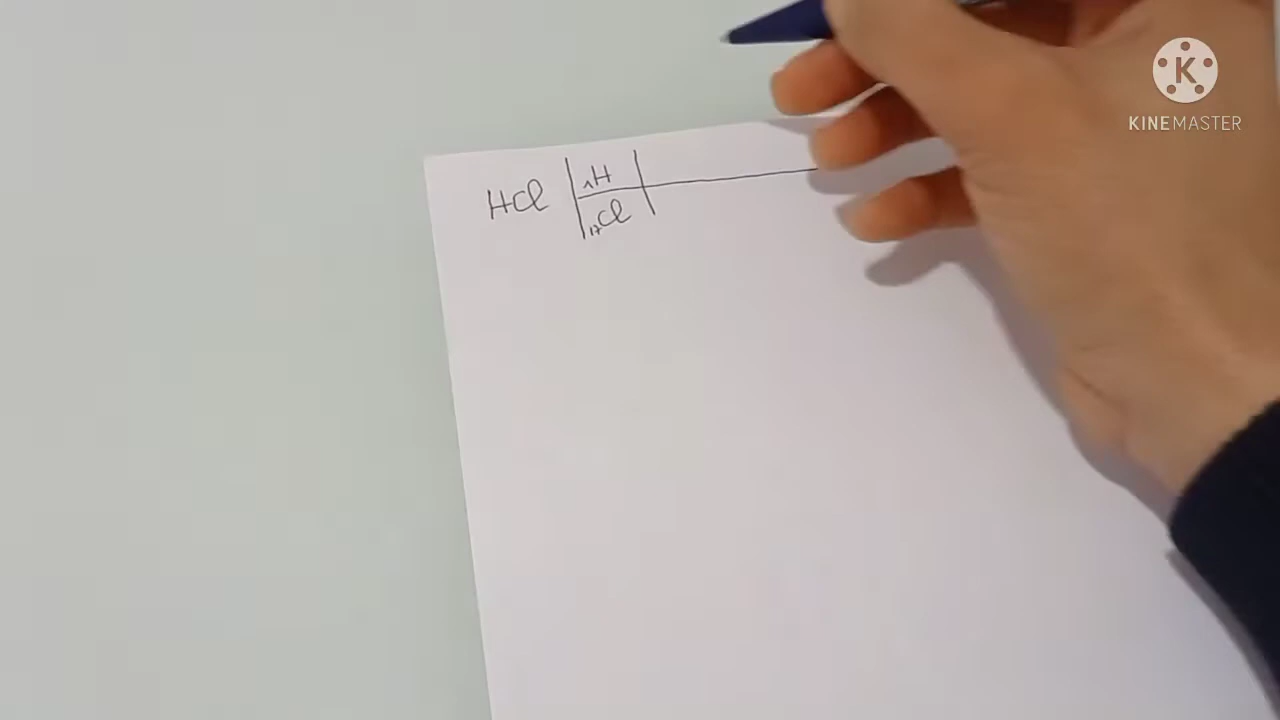 HCl
₁H
₁₇Cl
K
KINEMASTER